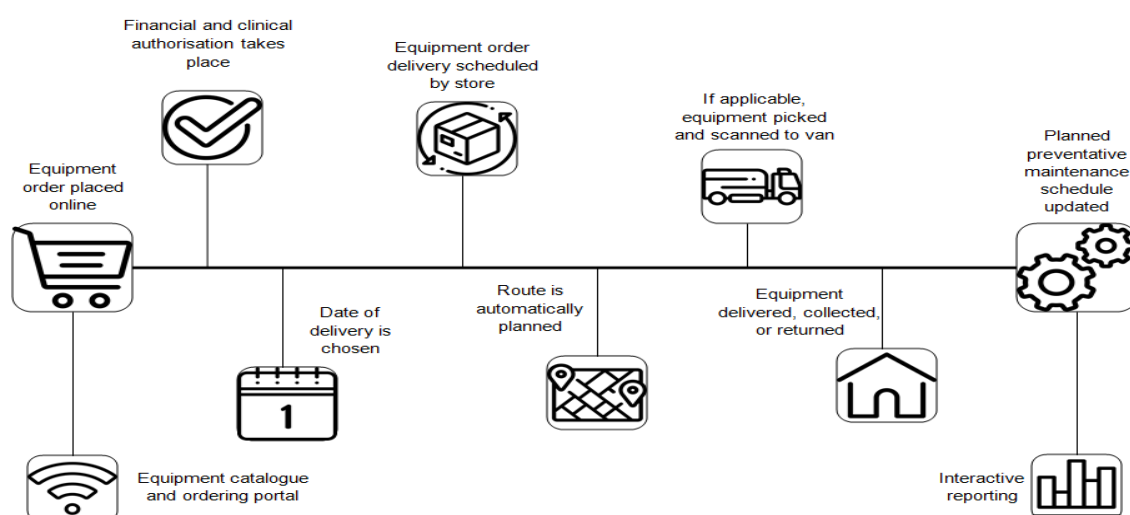 Financial and clinical
authorisation takes
place
Equipment order
delivery scheduled
by store
If applicable,
equipment picked
and scanned to van
Planned
preventative
maintenance
schedule
updated
Equipment
order placed
online
Date of
delivery is
chosen
1
Route is
automatically
planned
Equipment
delivered, collected,
or returned
Equipment catalogue
and ordering portal
Interactive
reporting